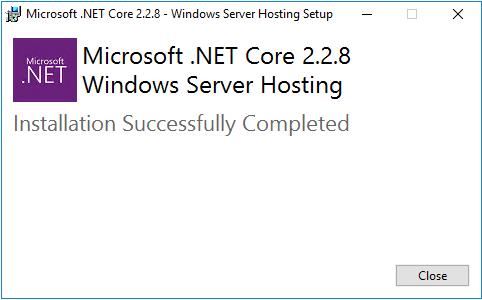 Microsoft .NET Core 2.2.8 - Windows Server Hosting Setup
Microsoft
.NET
Microsoft .NET Core 2.2.8
Windows Server Hosting
Installation Successfully Completed
Close